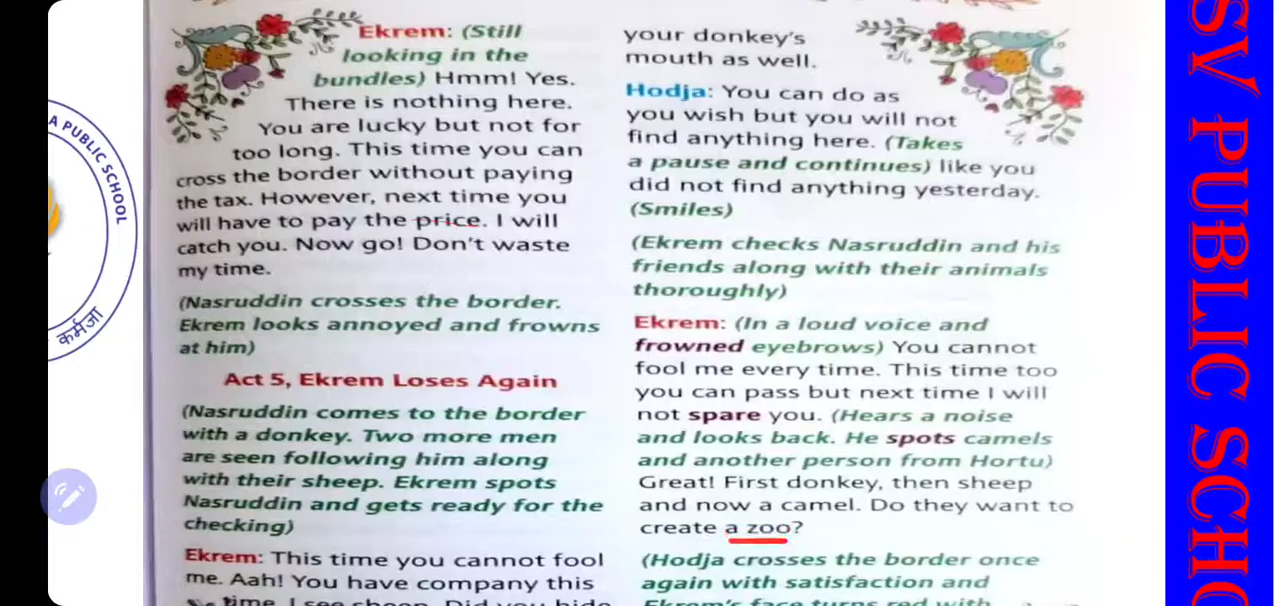 Ekrem: (Still
looking in the
bundles) Hmm! Yes.
There is nothing here.
You are lucky but not for
too long. This time you can
cross the border without paying
the tax. However, next time you
will have to pay the price. I will
catch you. Now go! Don't waste
my time.
(Nasruddin crosses the border.
Ekrem looks annoyed and frowns
at him)
Act 5, Ekrem Loses Again
(Nasruddin comes to the border
with a donkey. Two more men
are seen following him along
with their sheep. Ekrem spots
Nasruddin and gets ready for the
checking)
Ekrem: This time you cannot fool
me. Aah! You have company this
time. I see sheep. Did you hide
your donkey's
mouth as well.
Hodja: You can do as
you wish but you will not
find anything here. (Takes
a pause and continues) like you
did not find anything yesterday.
(Smiles)
(Ekrem checks Nasruddin and his
friends along with their animals
thoroughly)
Ekrem: (In a loud voice and
frowned eyebrows) You cannot
fool me every time. This time too
you can pass but next time I will
not spare you. (Hears a noise
and looks back. He spots camels
and another person from Hortu)
Great! First donkey, then sheep
and now a camel. Do they want to
create a zoo?
(Hodja crosses the border once
again with satisfaction and
Ekrem's face turns red with
A PUBLIC SCHOOL
कर्मजा
SV PUBLIC SCHO